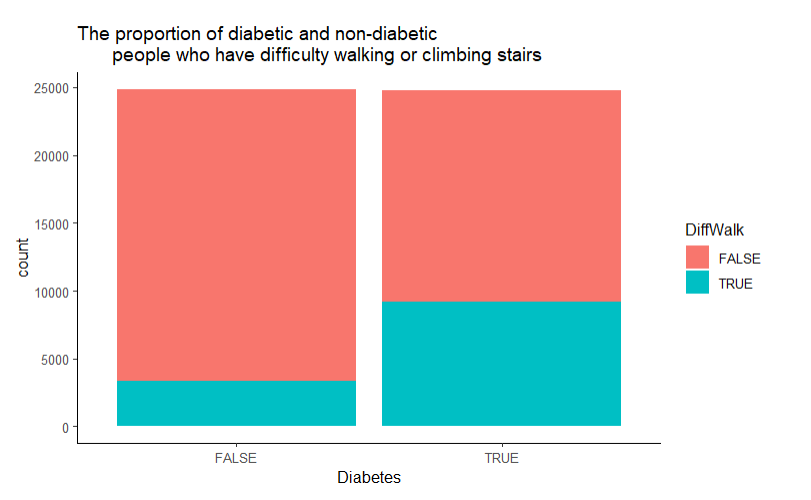 The proportion of diabetic and non-diabetic
people who have difficulty walking or climbing stairs
25000
20000
15000
10000
5000
0
count
FALSE
TRUE
Diabetes
DiffWalk
FALSE
TRUE